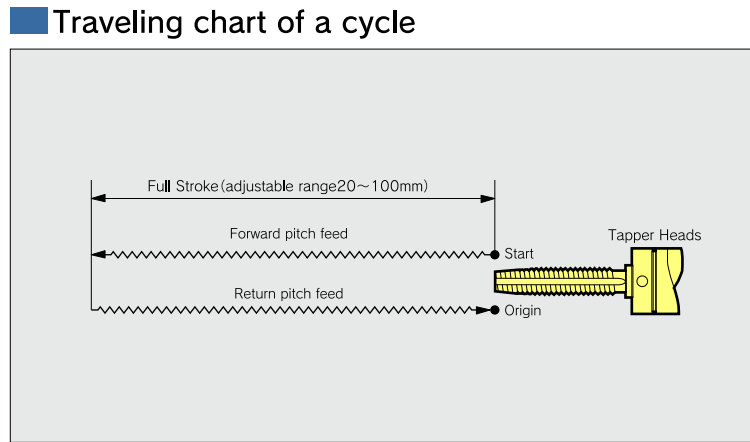 Traveling chart of a cycle
Full Stroke(adjustable range20～100mm)
Forward pitch feed
Tapper Heads
Start
Return pitch feed
Origin